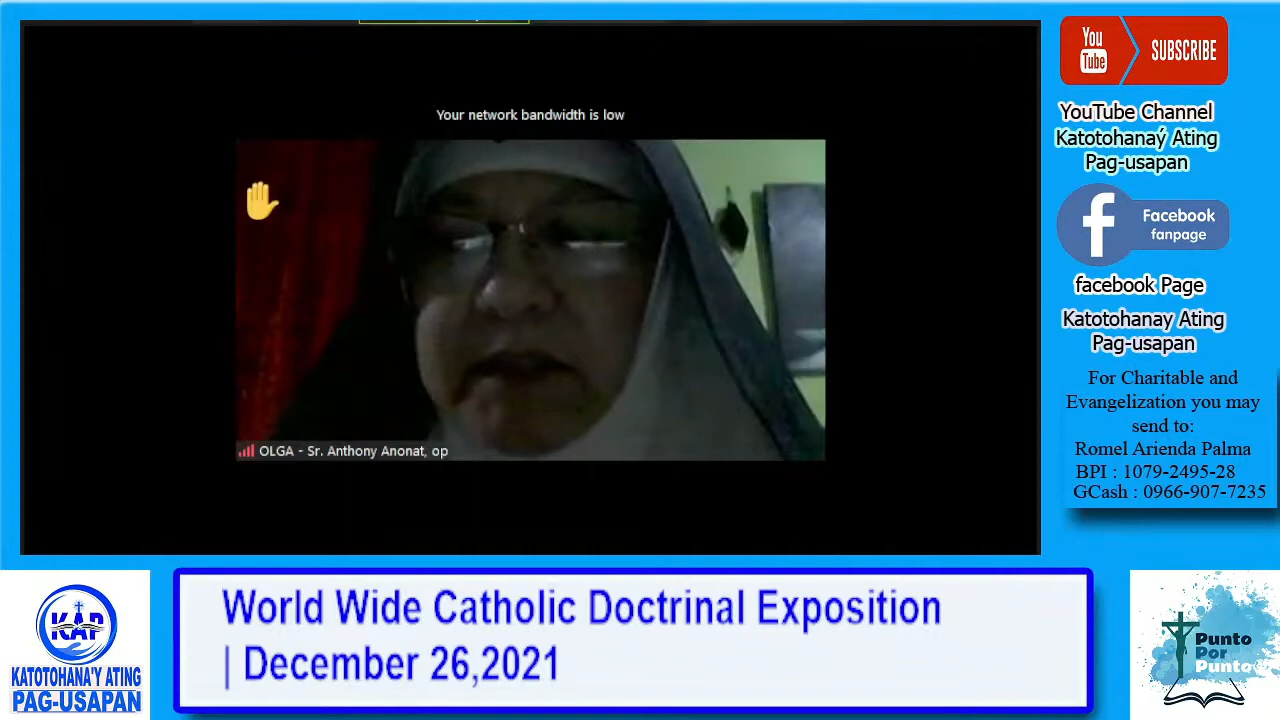 Your network bandwidth is low
OLGA - Sr. Anthony Anonat, op
You
Tube
SUBSCRIBE
YouTube Channel
Katotohanaý Ating
Pag-usapan
Facebook
fanpage
facebook Page
Katotohanay Ating
Pag-usapan
For Charitable and
Evangelization you may
send to:
Romel Arienda Palma
BPI : 1079-2495-28
GCash : 0966-907-7235
KAP
KATOTOHANA'Y ATING
PAG-USAPAN
World Wide Catholic Doctrinal Exposition
| December 26,2021
Punto
Por
Punto